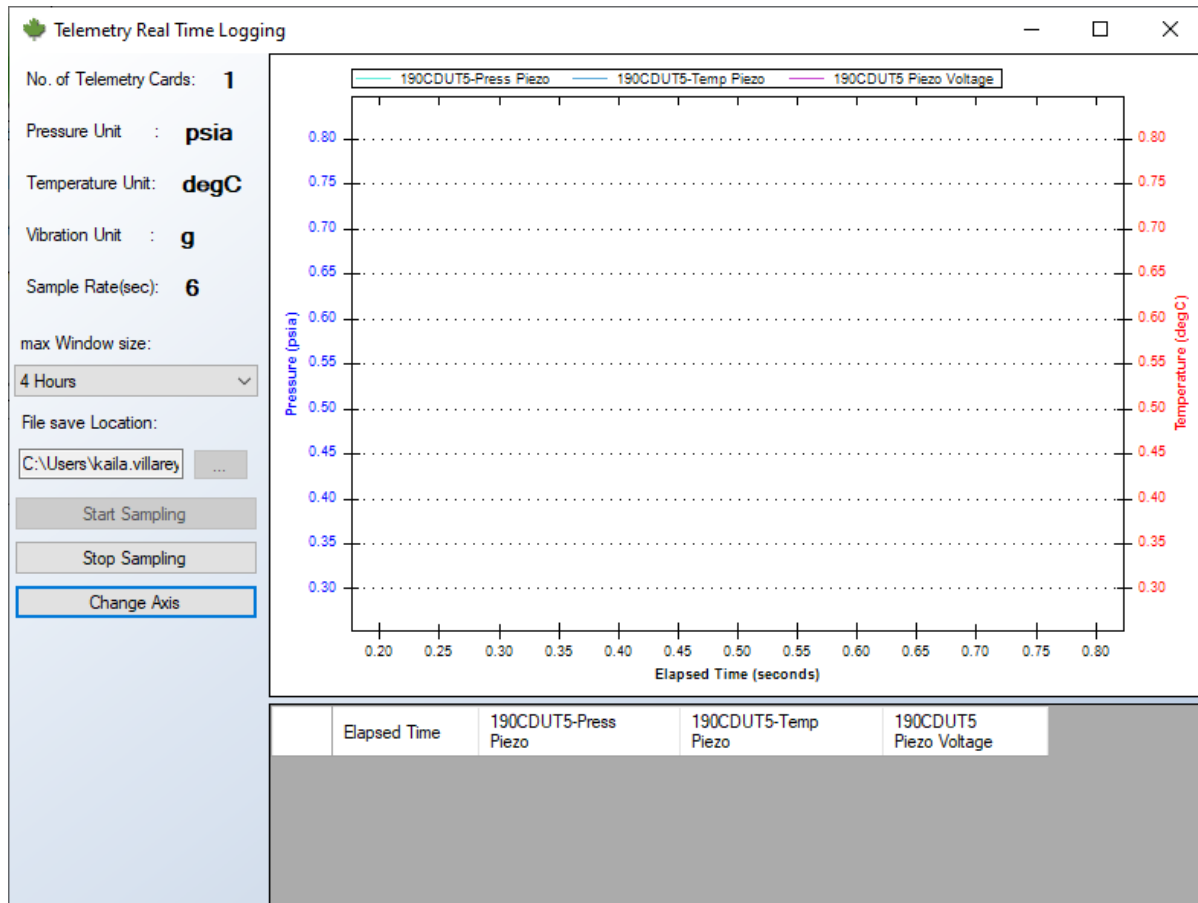 Telemetry Real Time Logging
No. of Telemetry Cards: 1
Pressure Unit : psia
Temperature Unit: degC
Vibration Unit : g
Sample Rate(sec): 6
max Window size:
4 Hours
File save Location:
C:\Users\kaila.villarey
...
Start Sampling
Stop Sampling
Change Axis
190CDUT5-Press Piezo 190CDUT5-Temp Piezo 190CDUT5 Piezo Voltage
Pressure (psia)
0.80
0.75
0.70
0.65
0.60
0.55
0.50
0.45
0.40
0.35
0.30
0.80
0.75
0.70
0.65
0.60
0.55
0.50
0.45
0.40
0.35
0.30
Temperature (degC)
0.20 0.25 0.30 0.35 0.40 0.45 0.50 0.55 0.60 0.65 0.70 0.75 0.80
Elapsed Time (seconds)
Elapsed Time
190CDUT5-Press
Piezo
190CDUT5-Temp
Piezo
190CDUT5
Piezo Voltage